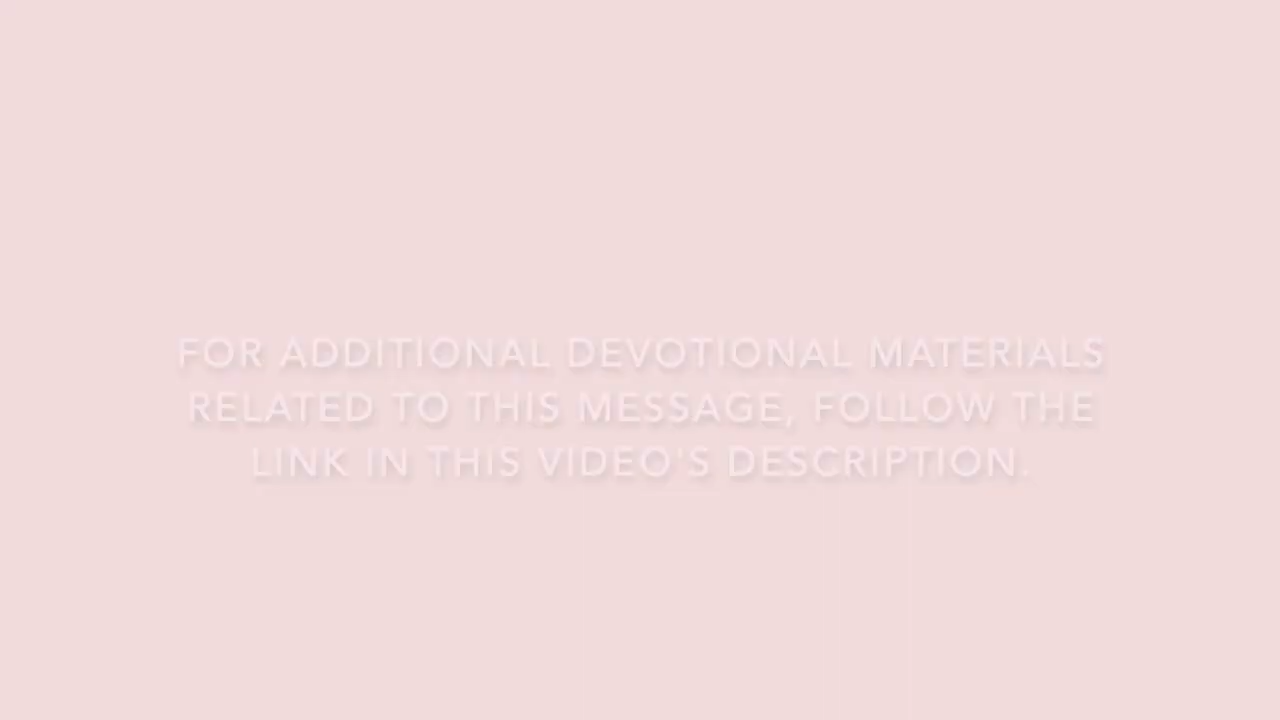 FOR ADDITIONAL DEVOTIONAL MATERIALS
RELATED TO THIS MESSAGE, FOLLOW THE
LINK IN THIS VIDEO'S DESCRIPTION.